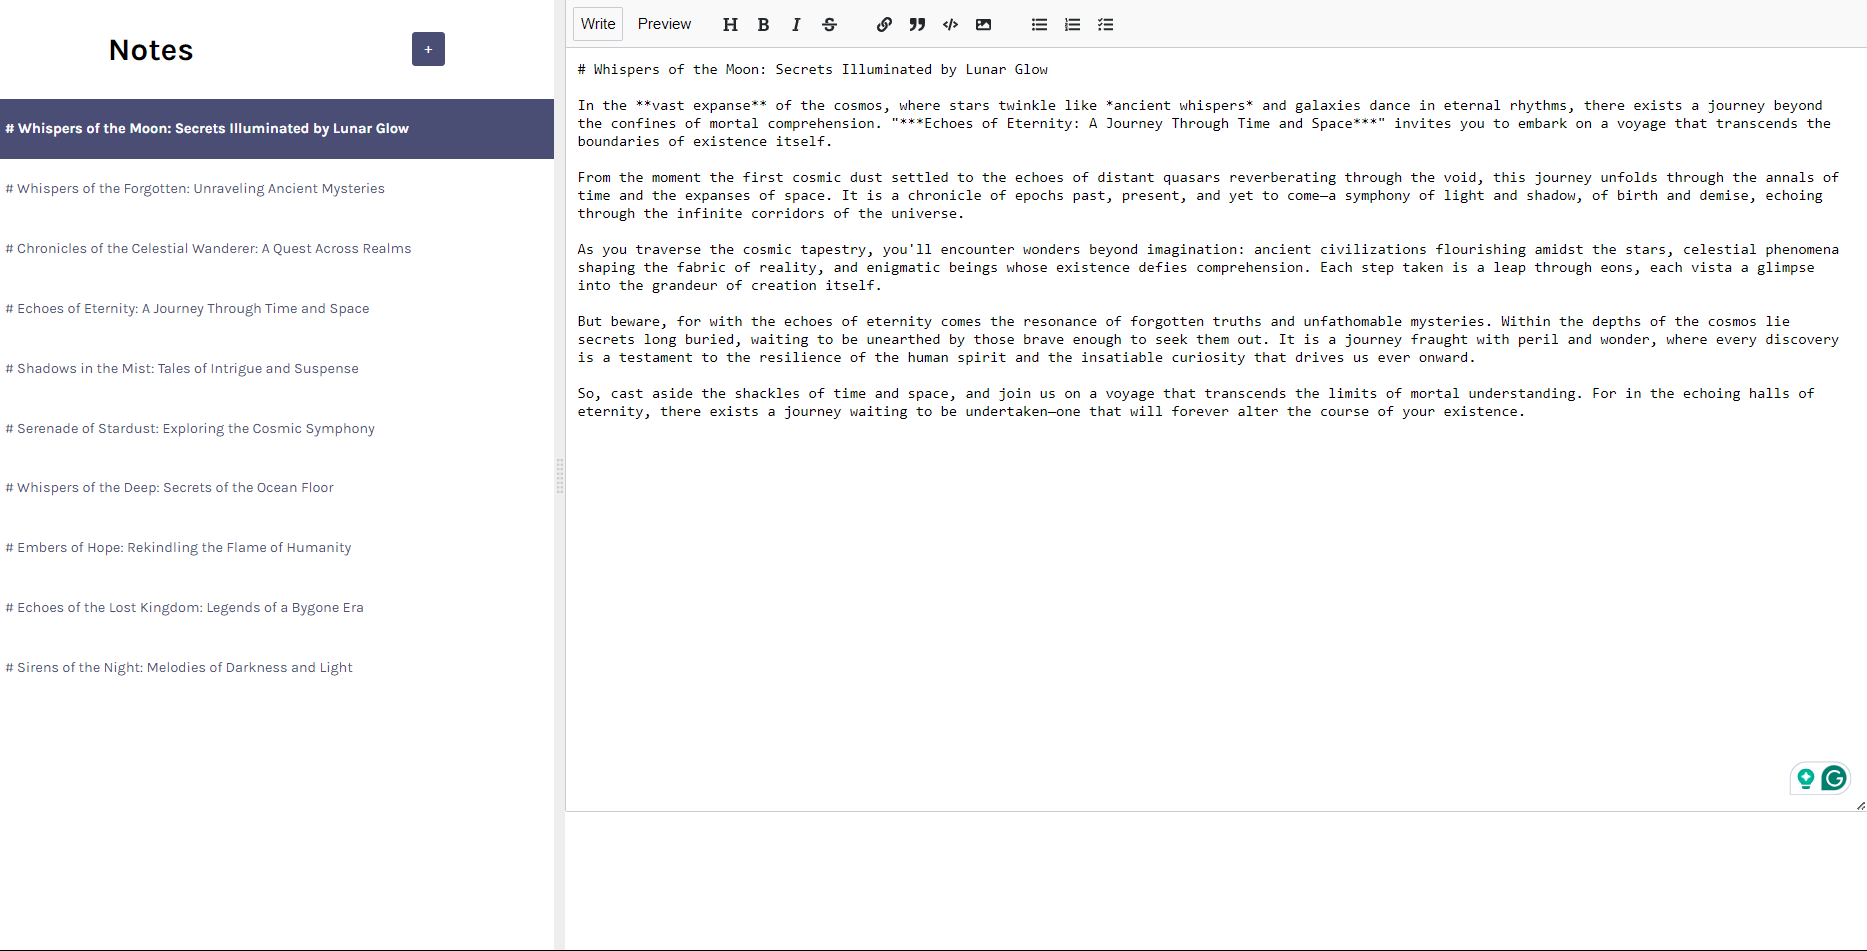 Notes
+
# Whispers of the Moon: Secrets Illuminated by Lunar Glow
# Whispers of the Forgotten: Unraveling Ancient Mysteries
# Chronicles of the Celestial Wanderer: A Quest Across Realms
# Echoes of Eternity: A Journey Through Time and Space
# Shadows in the Mist: Tales of Intrigue and Suspense
# Serenade of Stardust: Exploring the Cosmic Symphony
# Whispers of the Deep: Secrets of the Ocean Floor
# Embers of Hope: Rekindling the Flame of Humanity
# Echoes of the Lost Kingdom: Legends of a Bygone Era
# Sirens of the Night: Melodies of Darkness and Light
Write Preview H B I S
# Whispers of the Moon: Secrets Illuminated by Lunar Glow
In the **vast expanse** of the cosmos, where stars twinkle like *ancient whispers* and galaxies dance in eternal rhythms, there exists a journey beyond
the confines of mortal comprehension. "***Echoes of Eternity: A Journey Through Time and Space***" invites you to embark on a voyage that transcends the
boundaries of existence itself.
From the moment the first cosmic dust settled to the echoes of distant quasars reverberating through the void, this journey unfolds through the annals of
time and the expanses of space. It is a chronicle of epochs past, present, and yet to come—a symphony of light and shadow, of birth and demise, echoing
through the infinite corridors of the universe.
As you traverse the cosmic tapestry, you'll encounter wonders beyond imagination: ancient civilizations flourishing amidst the stars, celestial phenomena
shaping the fabric of reality, and enigmatic beings whose existence defies comprehension. Each step taken is a leap through eons, each vista a glimpse
into the grandeur of creation itself.
But beware, for with the echoes of eternity comes the resonance of forgotten truths and unfathomable mysteries. Within the depths of the cosmos lie
secrets long buried, waiting to be unearthed by those brave enough to seek them out. It is a journey fraught with peril and wonder, where every discovery
is a testament to the resilience of the human spirit and the insatiable curiosity that drives us ever onward.
So, cast aside the shackles of time and space, and join us on a voyage that transcends the limits of mortal understanding. For in the echoing halls of
eternity, there exists a journey waiting to be undertaken—one that will forever alter the course of your existence.